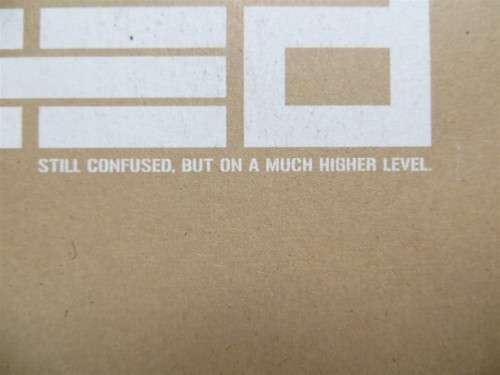 STILL CONFUSED, BUT ON A MUCH HIGHER LEVEL.